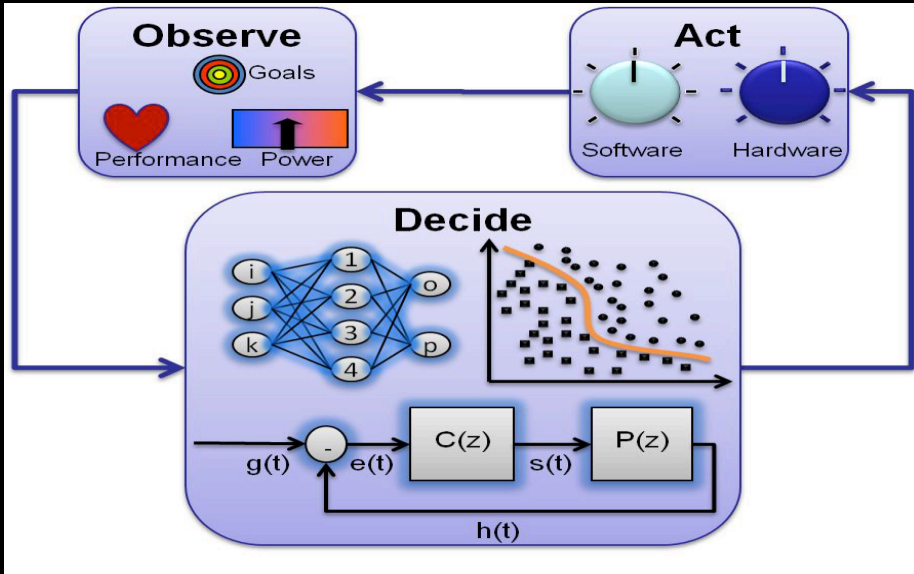 Observe
Goals
Performance
Power
Act
Software
Hardware
Decide
i
j
k
1
2
3
4
o
p
g(t)
-
e(t)
C(z)
s(t)
P(z)
h(t)